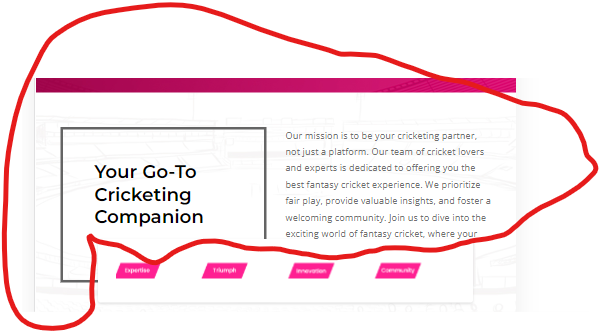 Your Go-To
Cricketing
Companion
Our mission is to be your cricketing partner,
not just a platform. Our team of cricket lovers
and experts is dedicated to offering you the
best fantasy cricket experience. We prioritize
fair play, provide valuable insights, and foster a
welcoming community. Join us to dive into the
exciting world of fantasy cricket, where your
Expertise Triumph Innovation Community